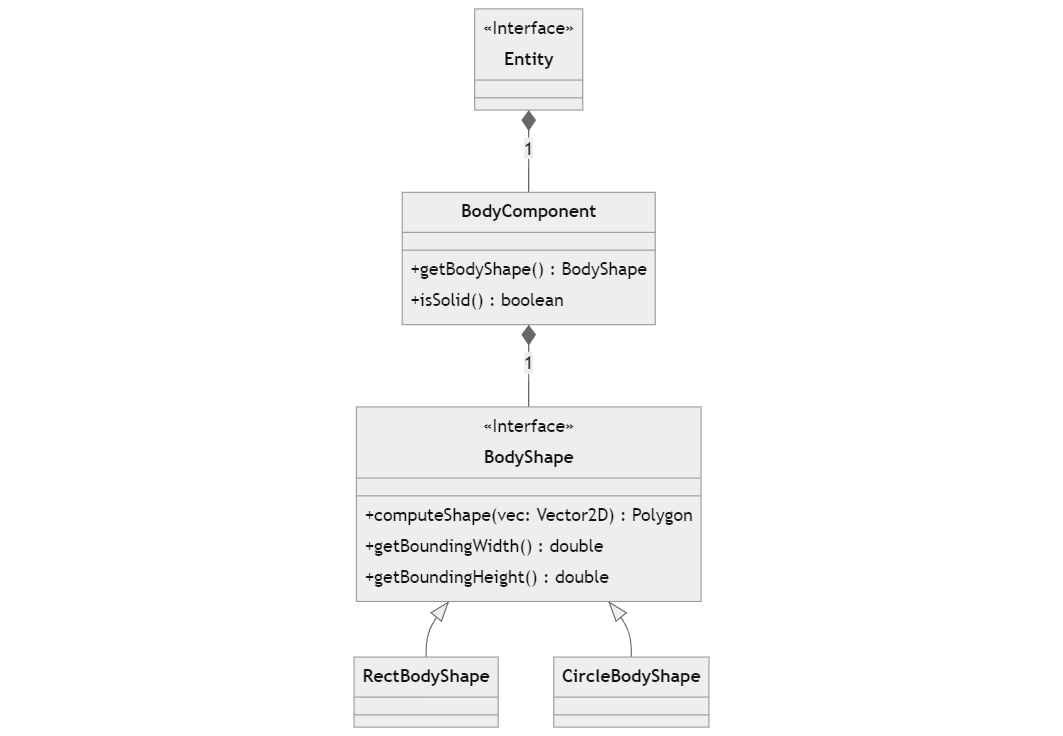 «Interface»
Entity
1
BodyComponent
+getBodyShape() : BodyShape
+isSolid() : boolean
1
«Interface»
BodyShape
+computeShape(vec: Vector2D) : Polygon
+getBoundingWidth() : double
+getBoundingHeight() : double
RectBodyShape
CircleBodyShape